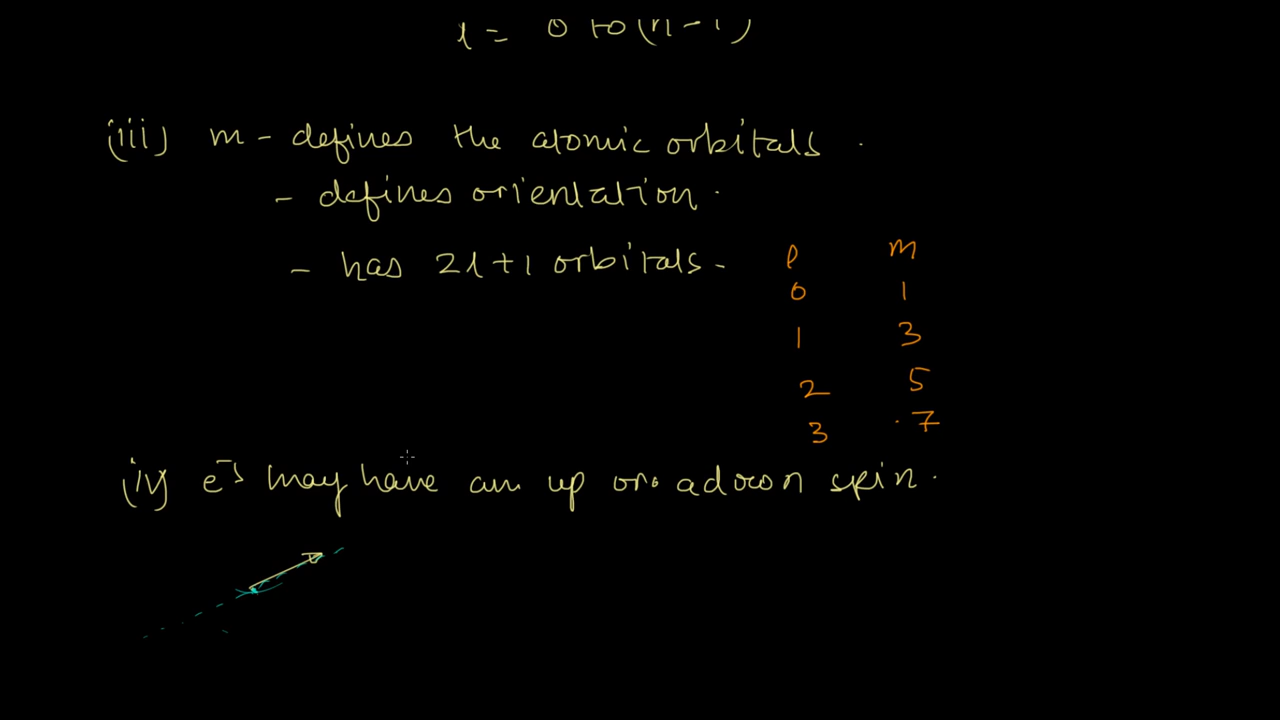 l = 0 to (n-1)
(iii) m - defines the atomic orbitals.
- defines orientation.
- has 2l+1 orbitals.
l m
0 1
1 3
2 5
3 7
(iv) e⁻s may have an up or a down spin.